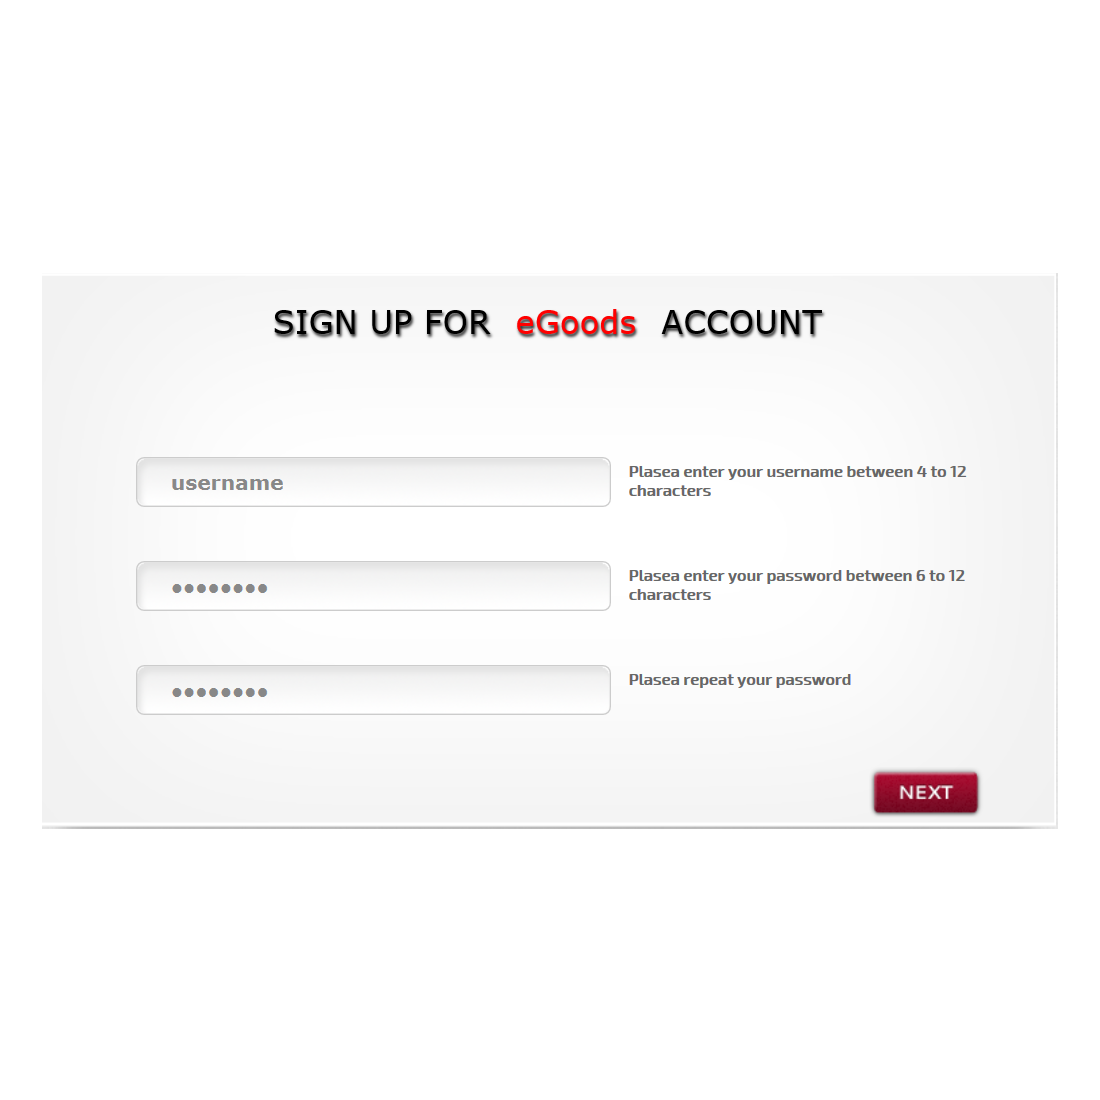 SIGN UP FOR eGoods ACCOUNT
username
Plasea enter your username between 4 to 12
characters
••••••••
Plasea enter your password between 6 to 12
characters
••••••••
Plasea repeat your password
NEXT